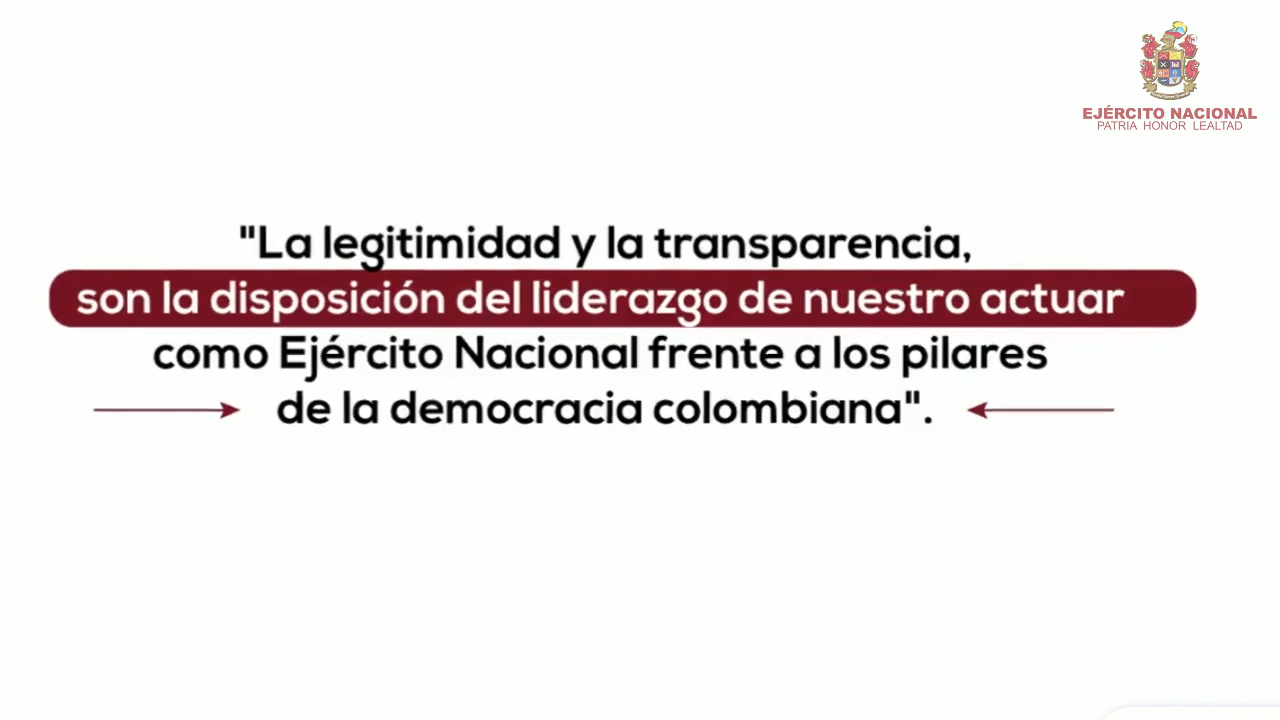 EJÉRCITO NACIONAL
PATRIA HONOR LEALTAD
"La legitimidad y la transparencia,
son la disposición del liderazgo de nuestro actuar
como Ejército Nacional frente a los pilares
de la democracia colombiana".